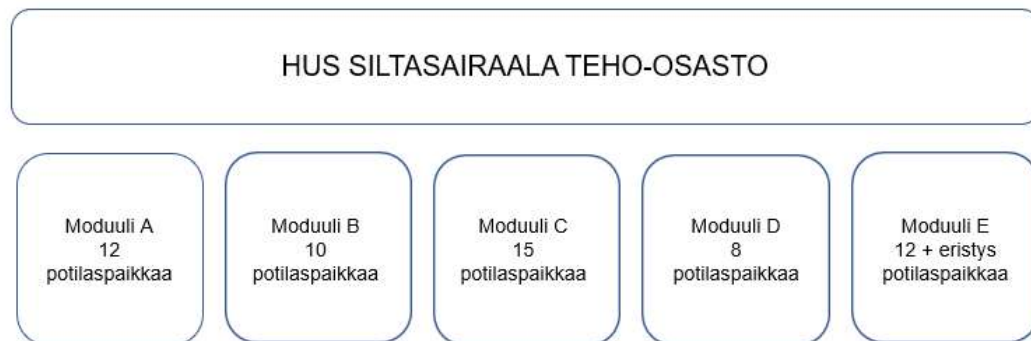 HUS SILTASAIRAALA TEHO-OSASTO
Moduuli A
12
potilaspaikkaa
Moduuli B
10
potilaspaikkaa
Moduuli C
15
potilaspaikkaa
Moduuli D
8
potilaspaikkaa
Moduuli E
12 + eristys
potilaspaikkaa